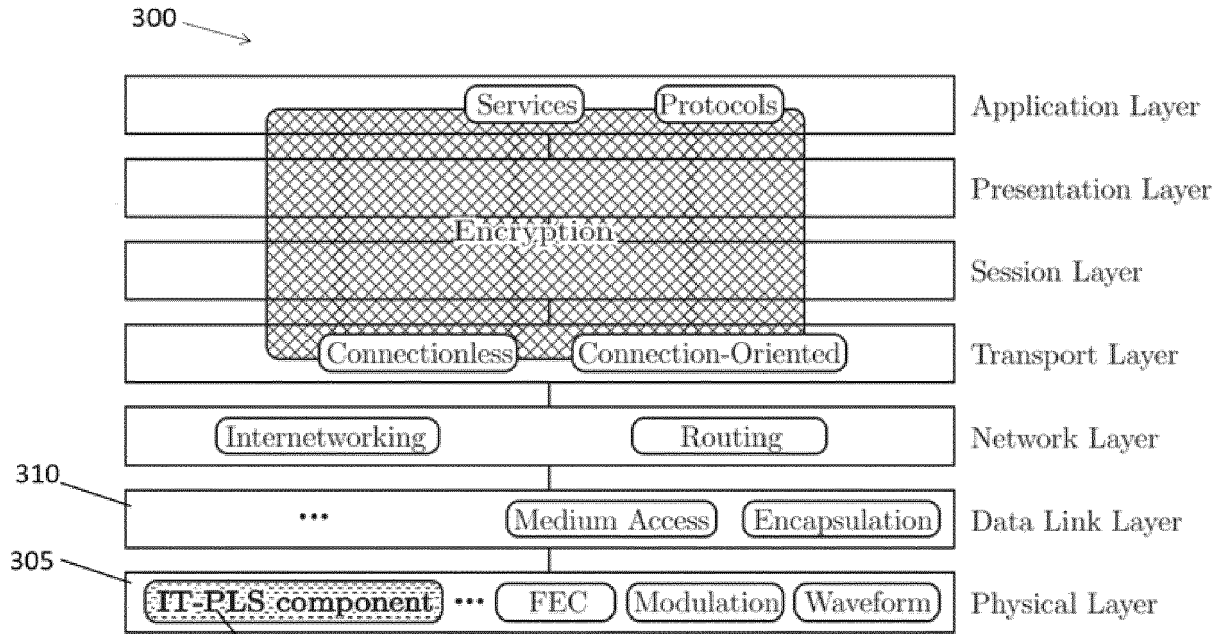 300
Services Protocols Application Layer
Presentation Layer
Encryption
Session Layer
Connectionless Connection-Oriented Transport Layer
Internetworking Routing Network Layer
310
... Medium Access Encapsulation Data Link Layer
305
IT-PLS component ... FEC Modulation Waveform Physical Layer